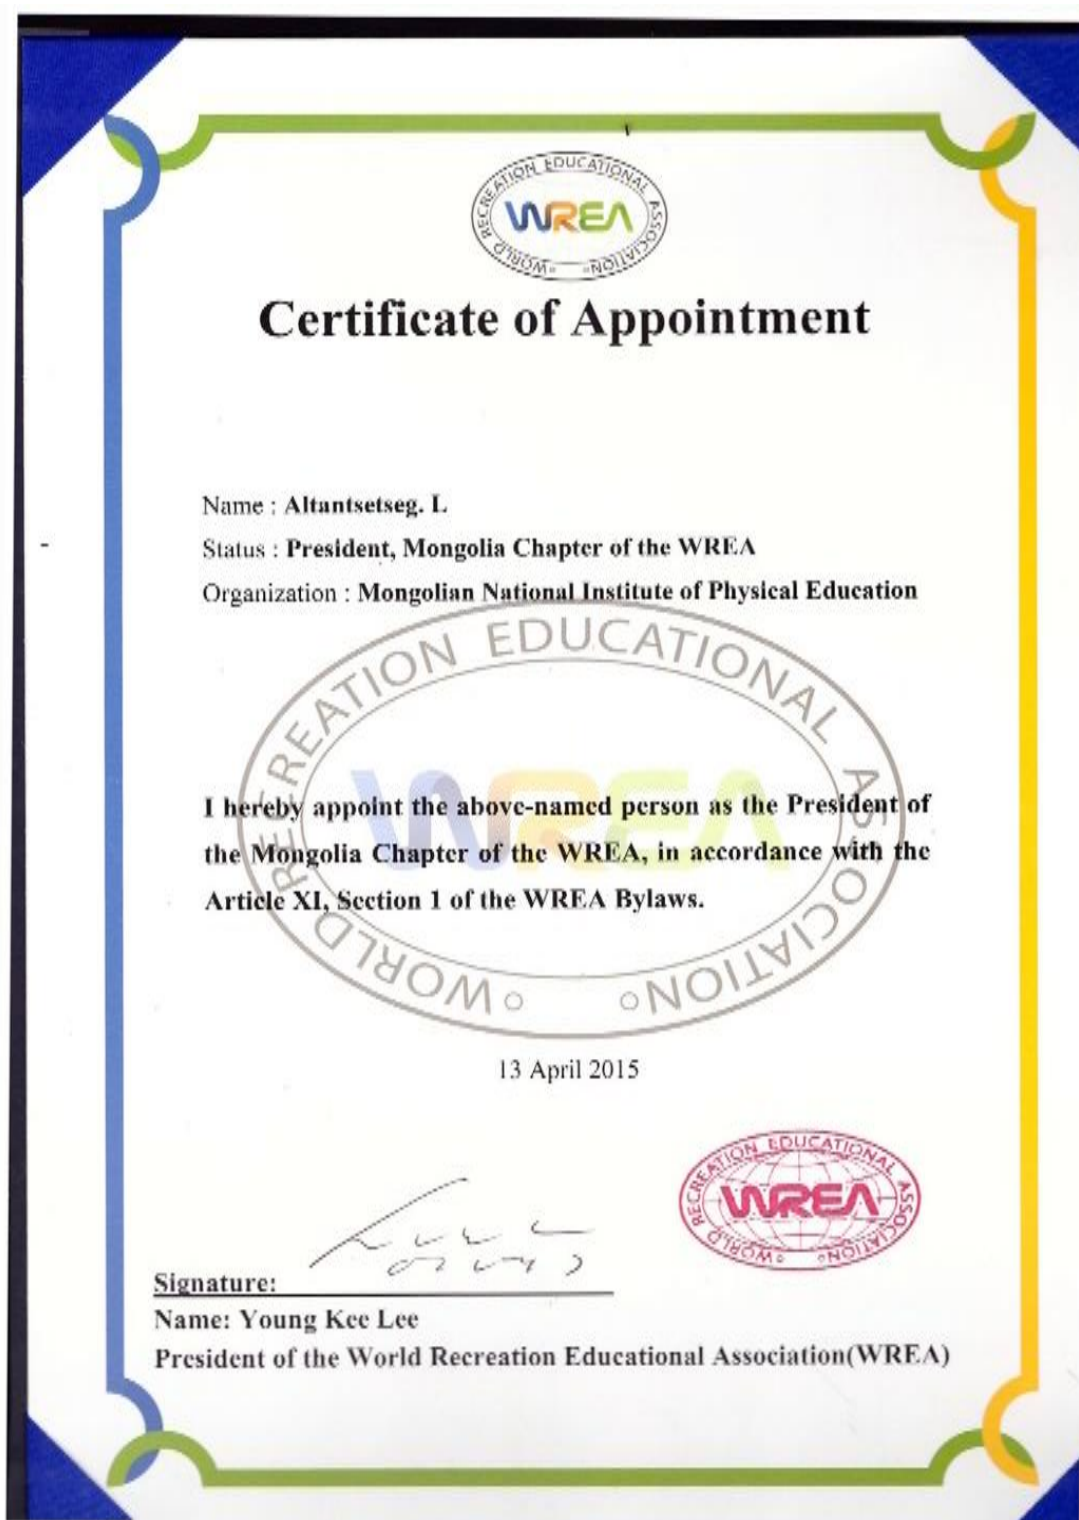 WORLD RECREATION EDUCATIONAL ASSOCIATION
WREA
Certificate of Appointment
Name : Altantsetseg. L
Status : President, Mongolia Chapter of the WREA
Organization : Mongolian National Institute of Physical Education
WORLD RECREATION EDUCATIONAL ASSOCIATION
WREA
I hereby appoint the above-named person as the President of
the Mongolia Chapter of the WREA, in accordance with the
Article XI, Section 1 of the WREA Bylaws.
13 April 2015
WORLD RECREATION EDUCATIONAL ASSOCIATION
WREA
Signature:
Name: Young Kee Lee
President of the World Recreation Educational Association(WREA)